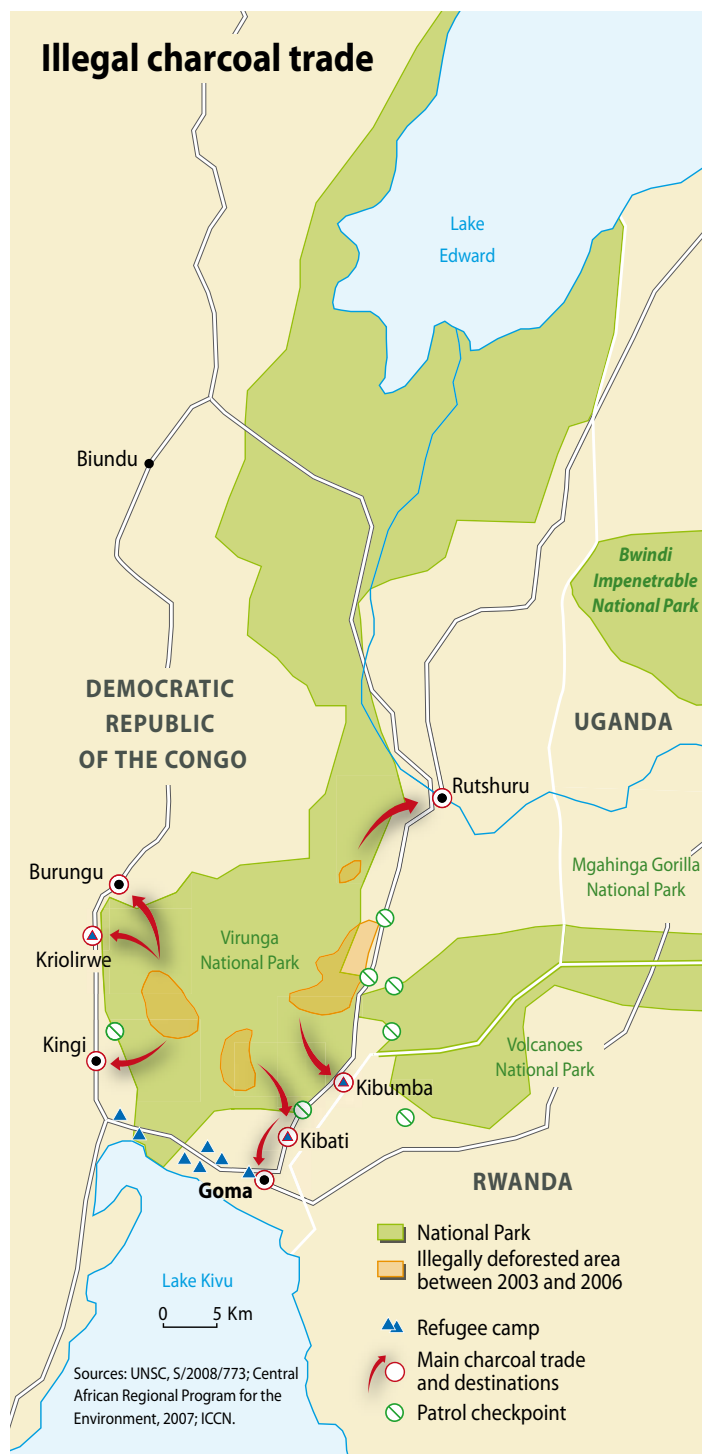 Illegal charcoal trade
Lake
Edward
Biundu
Bwindi
Impenetrable
National Park
DEMOCRATIC
REPUBLIC
OF THE CONGO
UGANDA
Rutshuru
Mgahinga Gorilla
National Park
Burungu
Virunga
National Park
Kriolirwe
Kingi
Volcanoes
National Park
Kibumba
Kibati
Goma
RWANDA
National Park
Illegally deforested area
between 2003 and 2006
Lake Kivu
0 5 Km
Refugee camp
Main charcoal trade
and destinations
Patrol checkpoint
Sources: UNSC, S/2008/773; Central
African Regional Program for the
Environment, 2007; ICCN.